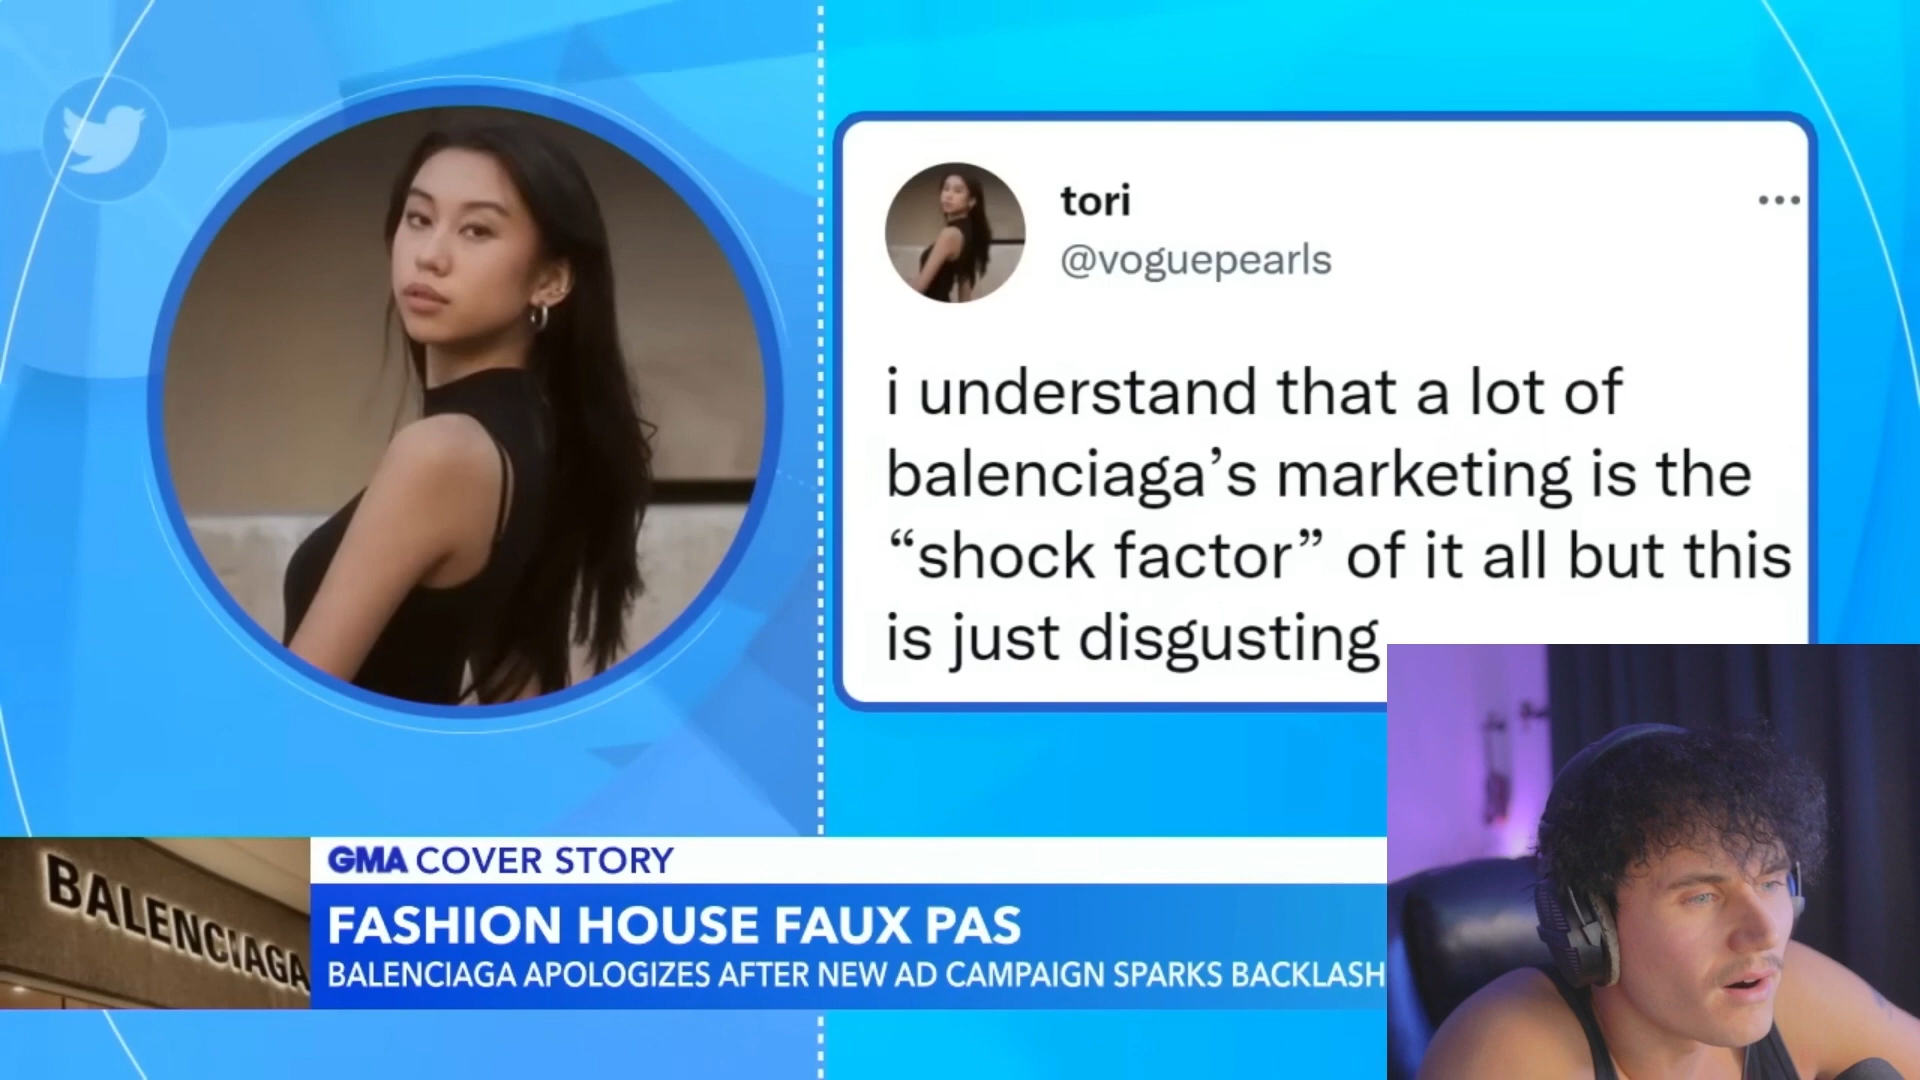 tori
@voguepearls
i understand that a lot of
balenciaga’s marketing is the
“shock factor” of it all but this
is just disgusting
BALENCIAGA
GMA COVER STORY
FASHION HOUSE FAUX PAS
BALENCIAGA APOLOGIZES AFTER NEW AD CAMPAIGN SPARKS BACKLASH